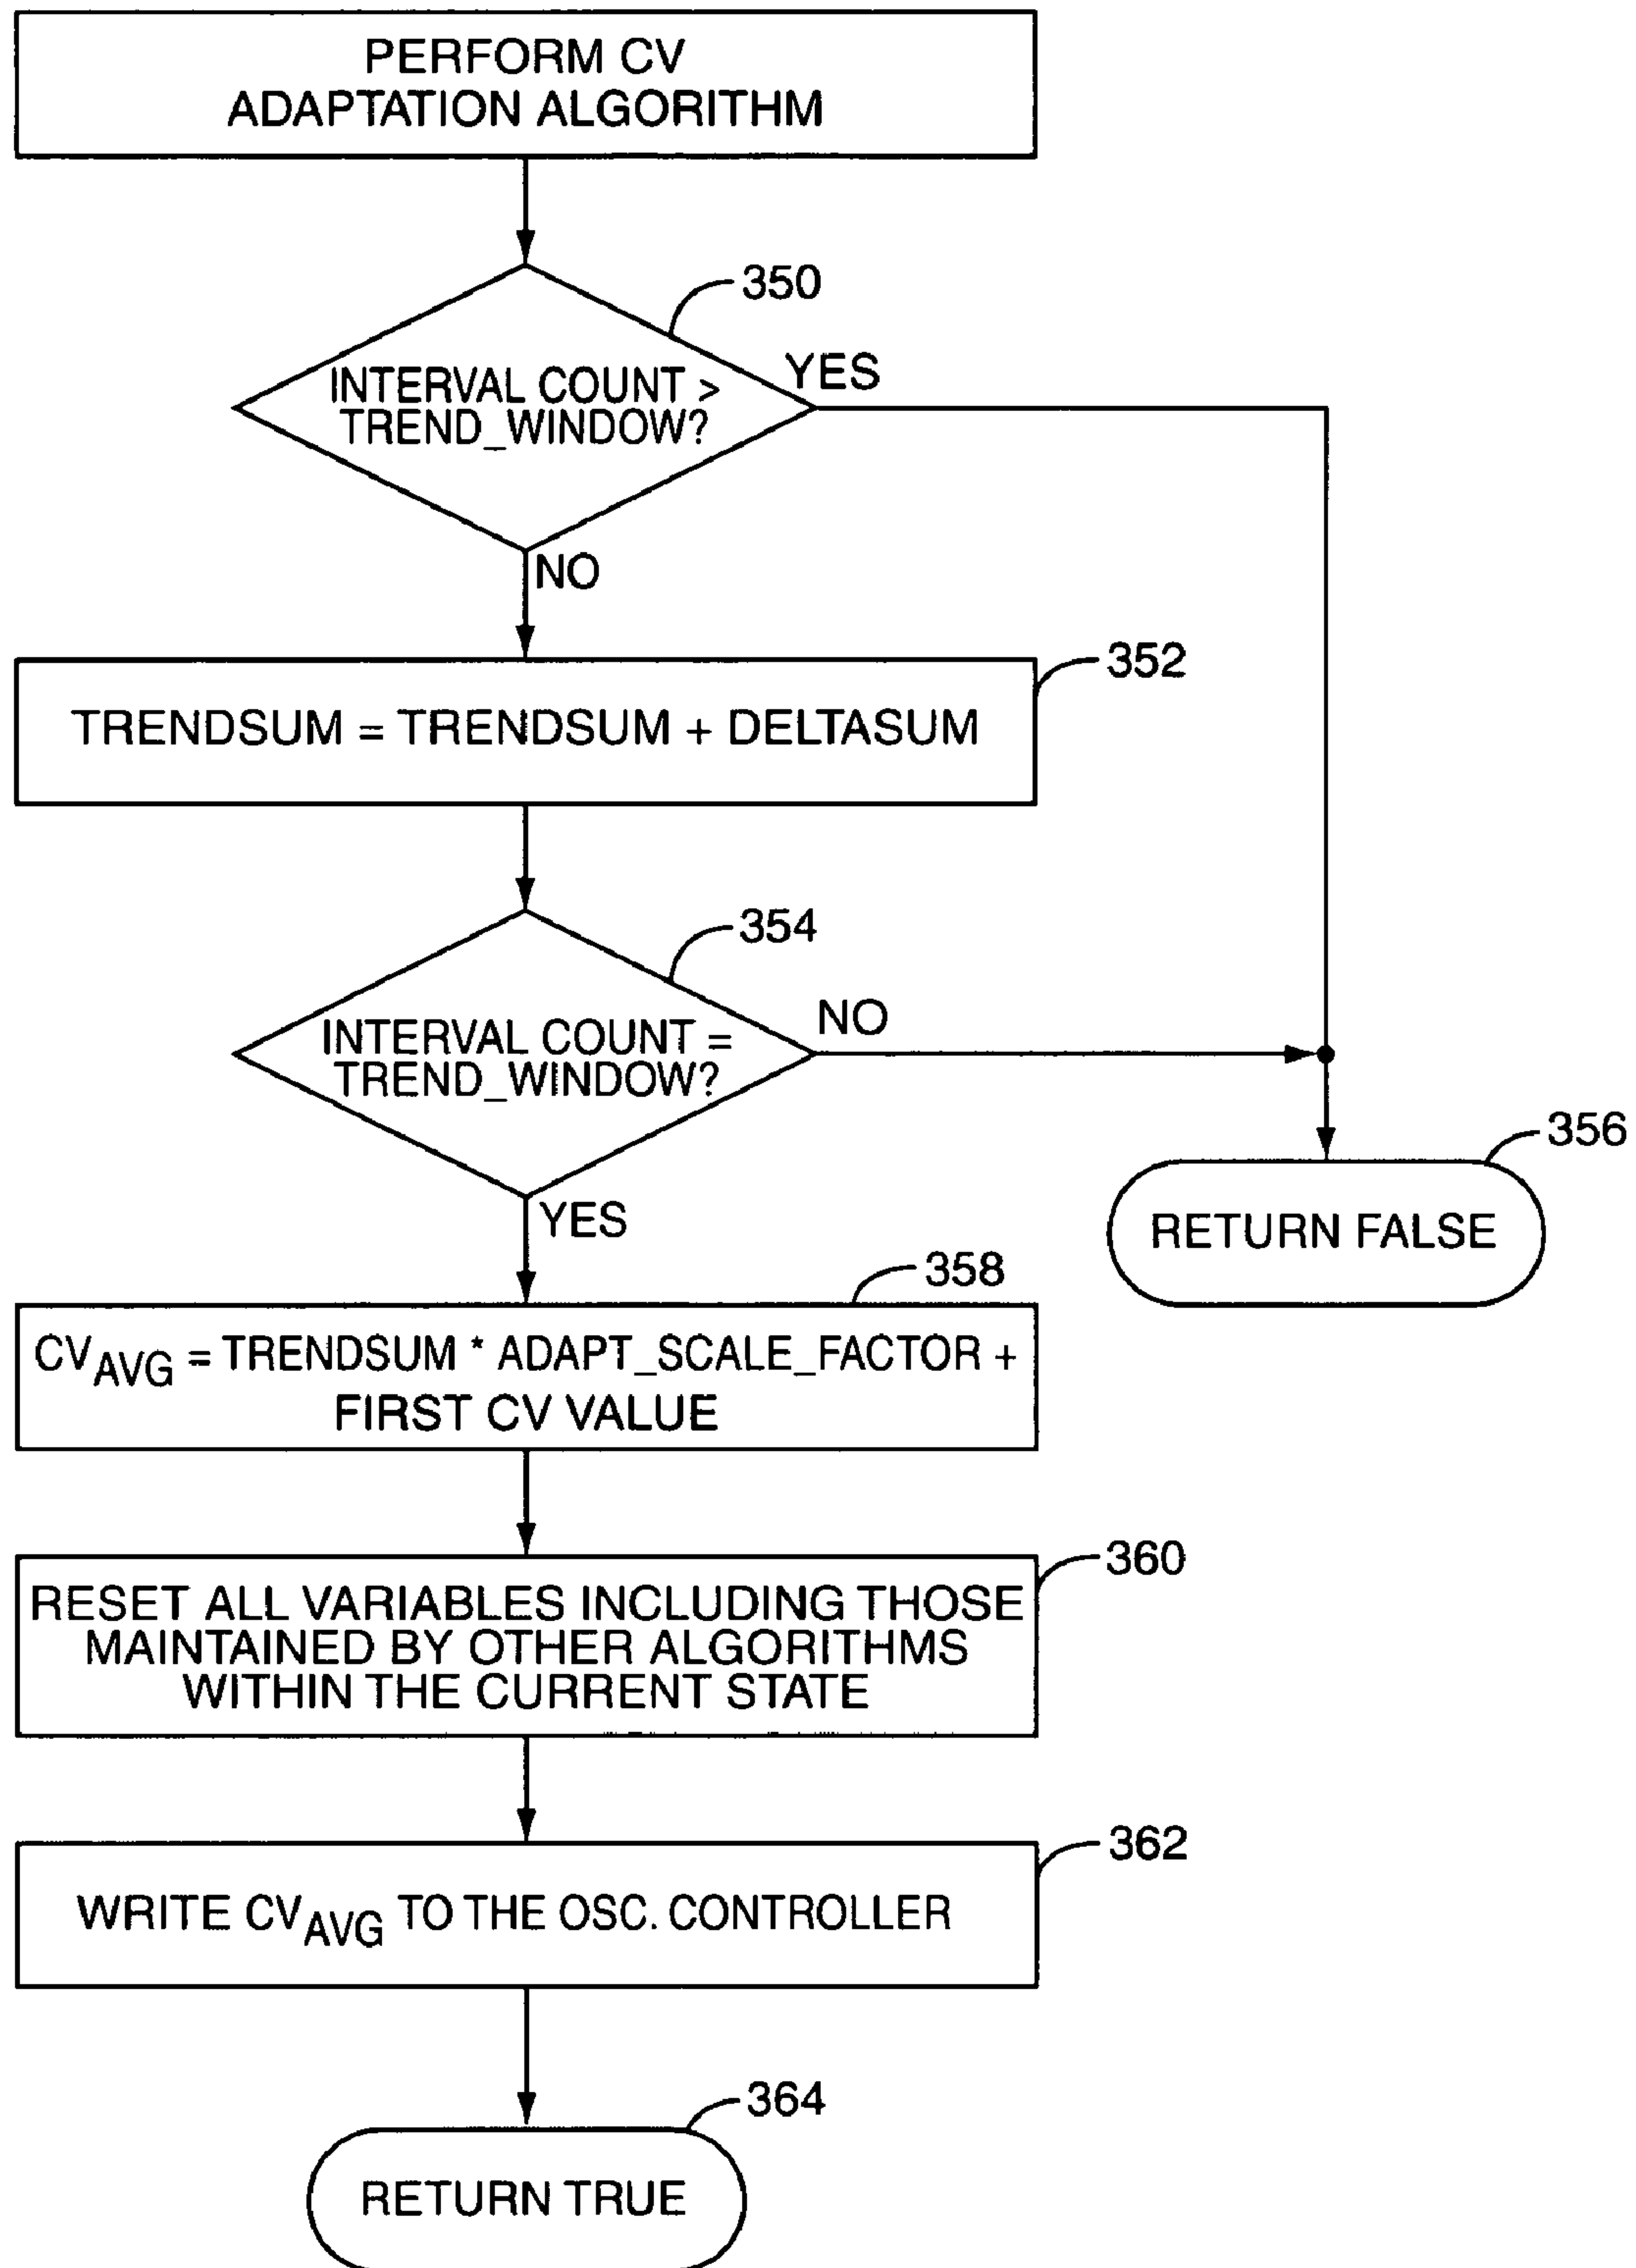 PERFORM CV
ADAPTATION ALGORITHM
350
INTERVAL COUNT >
TREND_WINDOW?
YES
NO
352
TRENDSUM = TRENDSUM + DELTASUM
354
INTERVAL COUNT =
TREND_WINDOW?
NO
356
RETURN FALSE
YES
358
CVAVG = TRENDSUM * ADAPT_SCALE_FACTOR +
FIRST CV VALUE
360
RESET ALL VARIABLES INCLUDING THOSE
MAINTAINED BY OTHER ALGORITHMS
WITHIN THE CURRENT STATE
362
WRITE CVAVG TO THE OSC. CONTROLLER
364
RETURN TRUE